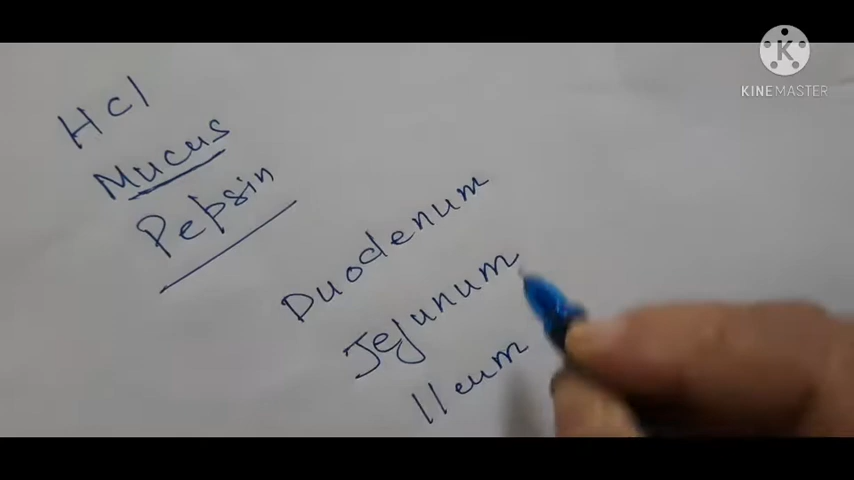 HCl
Mucus
Pepsin
Duodenum
Jejunum
Ileum
K
KINEMASTER